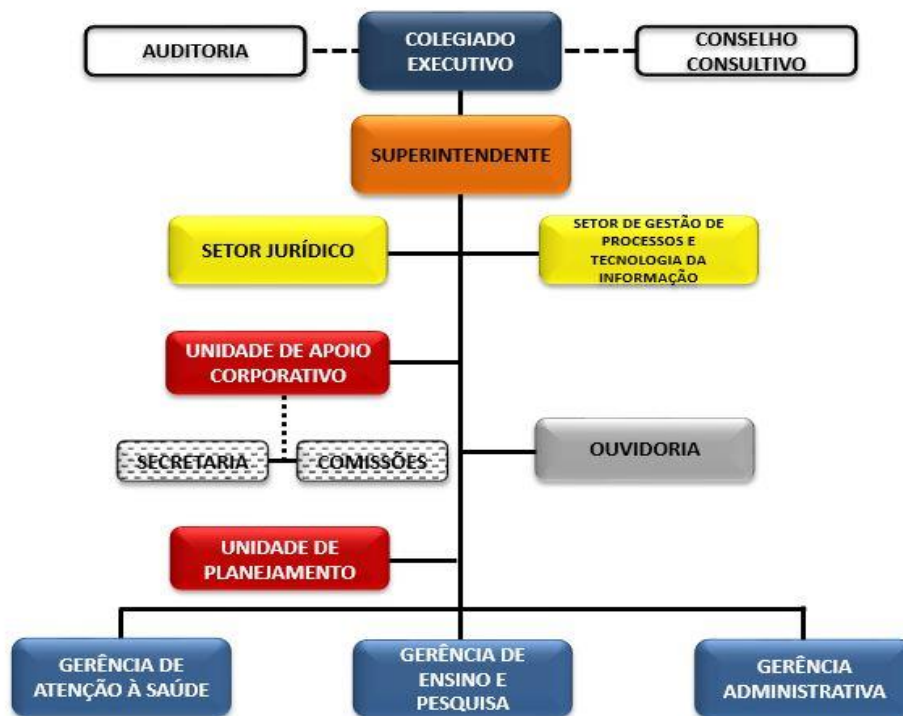 AUDITORIA
COLEGIADO
EXECUTIVO
CONSELHO
CONSULTIVO
SUPERINTENDENTE
SETOR JURÍDICO
SETOR DE GESTÃO DE
PROCESSOS E
TECNOLOGIA DA
INFORMAÇÃO
UNIDADE DE APOIO
CORPORATIVO
SECRETARIA
COMISSÕES
OUVIDORIA
UNIDADE DE
PLANEJAMENTO
GERÊNCIA DE
ATENÇÃO À SAÚDE
GERÊNCIA DE
ENSINO E
PESQUISA
GERÊNCIA
ADMINISTRATIVA